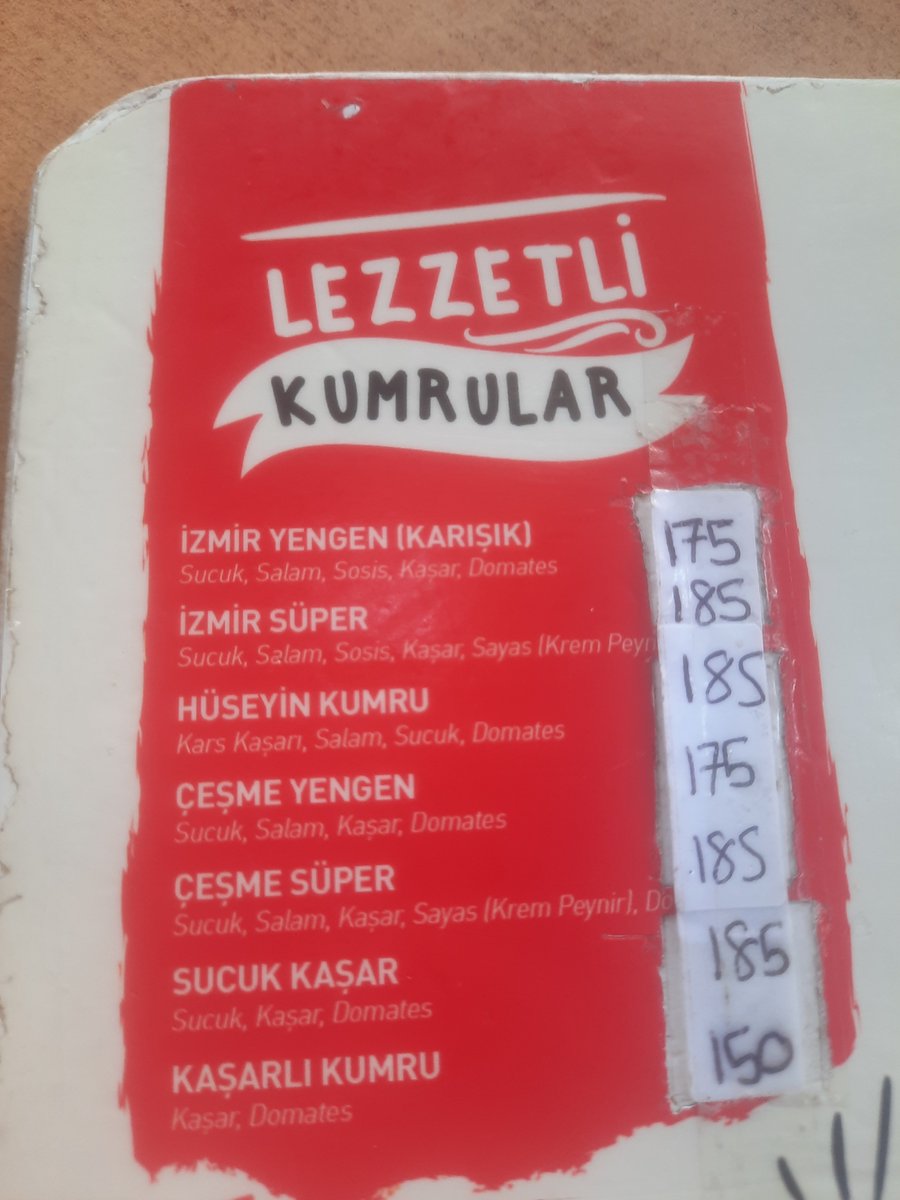 LEZZETLİ
KUMRULAR
İZMİR YENGEN (KARIŞIK) 175
Sucuk, Salam, Sosis, Kaşar, Domates
İZMİR SÜPER 185
Sucuk, Salam, Sosis, Kaşar, Sayas (Krem
HÜSEYİN KUMRU 185
Kars Kaşarı, Salam, Sucuk, Domates
ÇEŞME YENGEN 175
Sucuk, Salam, Kaşar, Domates
ÇEŞME SÜPER 185
Sucuk, Salam, Kaşar, Sayas (Krem Peynir),
SUCUK KAŞAR 185
Sucuk, Kaşar, Domates
KAŞARLI KUMRU 150
Kaşar, Domates